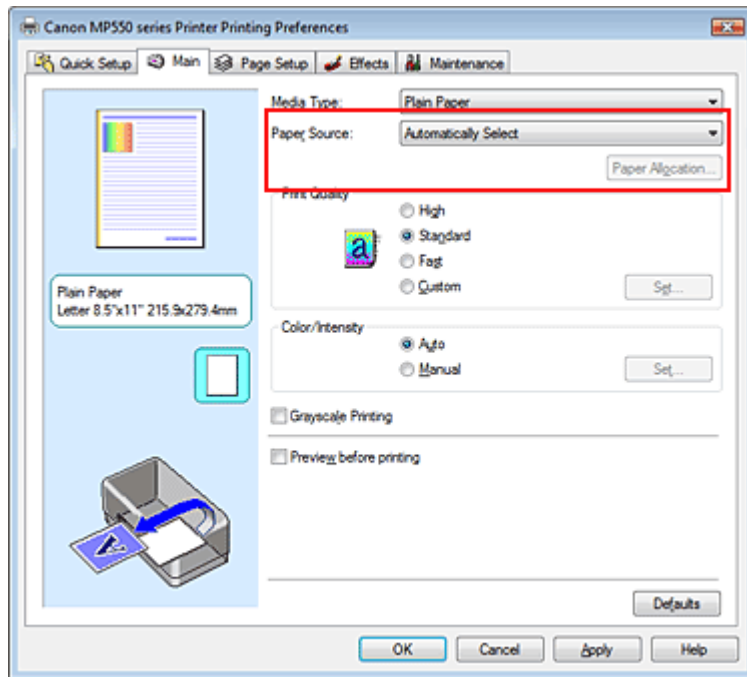 Canon MP550 series Printer Printing Preferences
Quick Setup Main Page Setup Effects Maintenance
Media Type: Plain Paper
Paper Source: Automatically Select
Paper Allocation...
Print Quality
High
a Standard
Fast
Custom Set...
Plain Paper
Letter 8.5"x11" 215.9x279.4mm
Color/Intensity
Auto
Manual Set...
Grayscale Printing
Preview before printing
A
Defaults
OK Cancel Apply Help